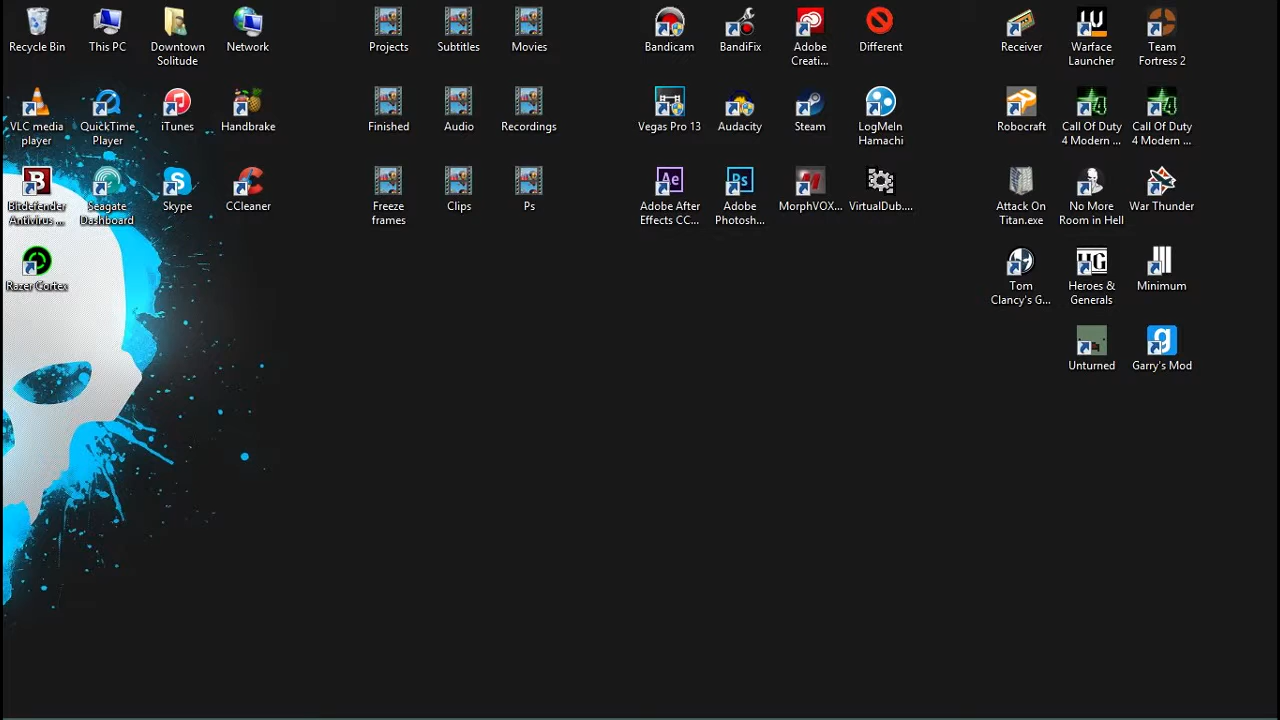 Recycle Bin
This PC
Downtown
Solitude
Network
Projects
Subtitles
Movies
Bandicam
BandiFix
Adobe
Creati...
Different
Receiver
Warface
Launcher
Team
Fortress 2
VLC media
player
QuickTime
Player
iTunes
Handbrake
Finished
Audio
Recordings
Vegas Pro 13
Audacity
Steam
LogMeIn
Hamachi
Robocraft
Call Of Duty
4 Modern ...
Call Of Duty
4 Modern ...
Bitdefender
Antivirus ...
Seagate
Dashboard
Skype
CCleaner
Freeze
frames
Clips
Ps
Adobe After
Effects CC...
Adobe
Photosh...
MorphVOX...
VirtualDub....
Attack On
Titan.exe
No More
Room in Hell
War Thunder
Razer Cortex
Tom
Clancy's G...
Heroes &
Generals
Minimum
Unturned
Garry's Mod